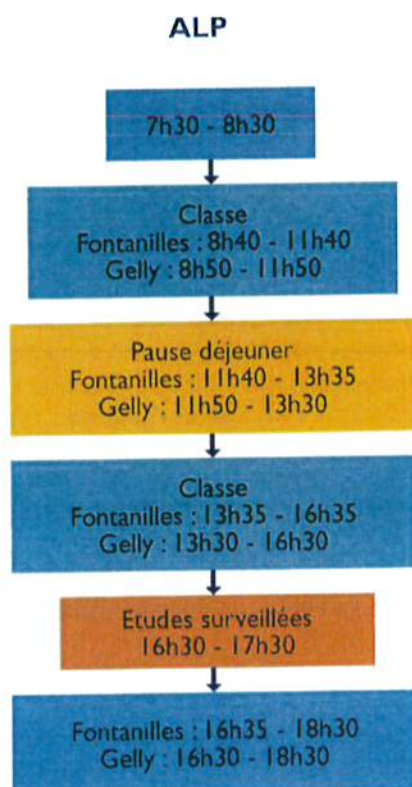 ALP
7h30 - 8h30
Classe
Fontanilles : 8h40 - 11h40
Gelly : 8h50 - 11h50
Pause déjeuner
Fontanilles : 11h40 - 13h35
Gelly : 11h50 - 13h30
Classe
Fontanilles : 13h35 - 16h35
Gelly : 13h30 - 16h30
Etudes surveillées
16h30 - 17h30
Fontanilles : 16h35 - 18h30
Gelly : 16h30 - 18h30